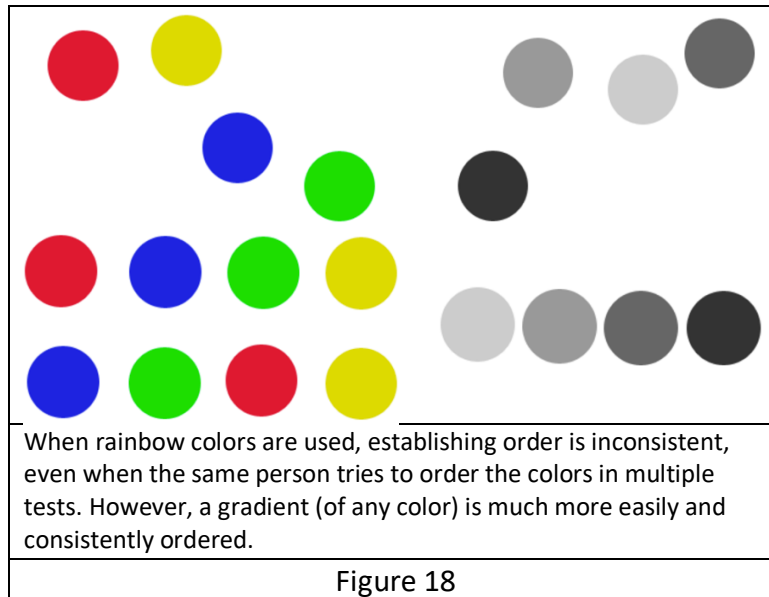 When rainbow colors are used, establishing order is inconsistent,
even when the same person tries to order the colors in multiple
tests. However, a gradient (of any color) is much more easily and
consistently ordered.
Figure 18